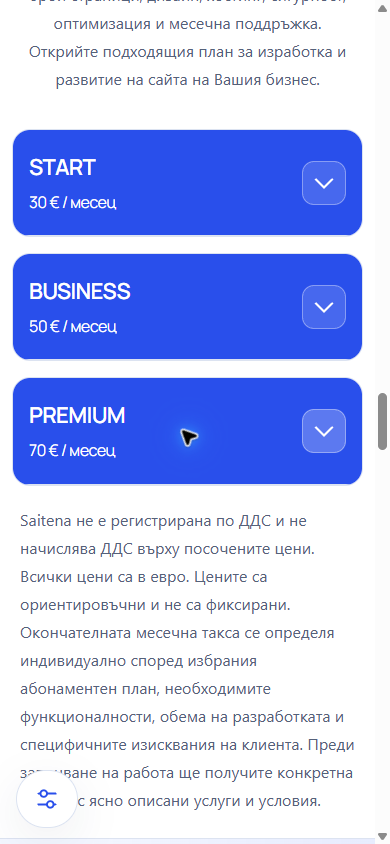 оптимизация и месечна поддръжка.
Открийте подходящия план за изработка и
развитие на сайта на Вашия бизнес.
START
30 € / месец
BUSINESS
50 € / месец
PREMIUM
70 € / месец
Saitena не е регистрирана по ДДС и не
начислява ДДС върху посочените цени.
Всички цени са в евро. Цените са
ориентировъчни и не са фиксирани.
Окончателната месечна такса се определя
индивидуално според избрания
абонаментен план, необходимите
функционалности, обема на разработката и
специфичните изисквания на клиента. Преди
на работа ще получите конкретна
с ясно описани услуги и условия.